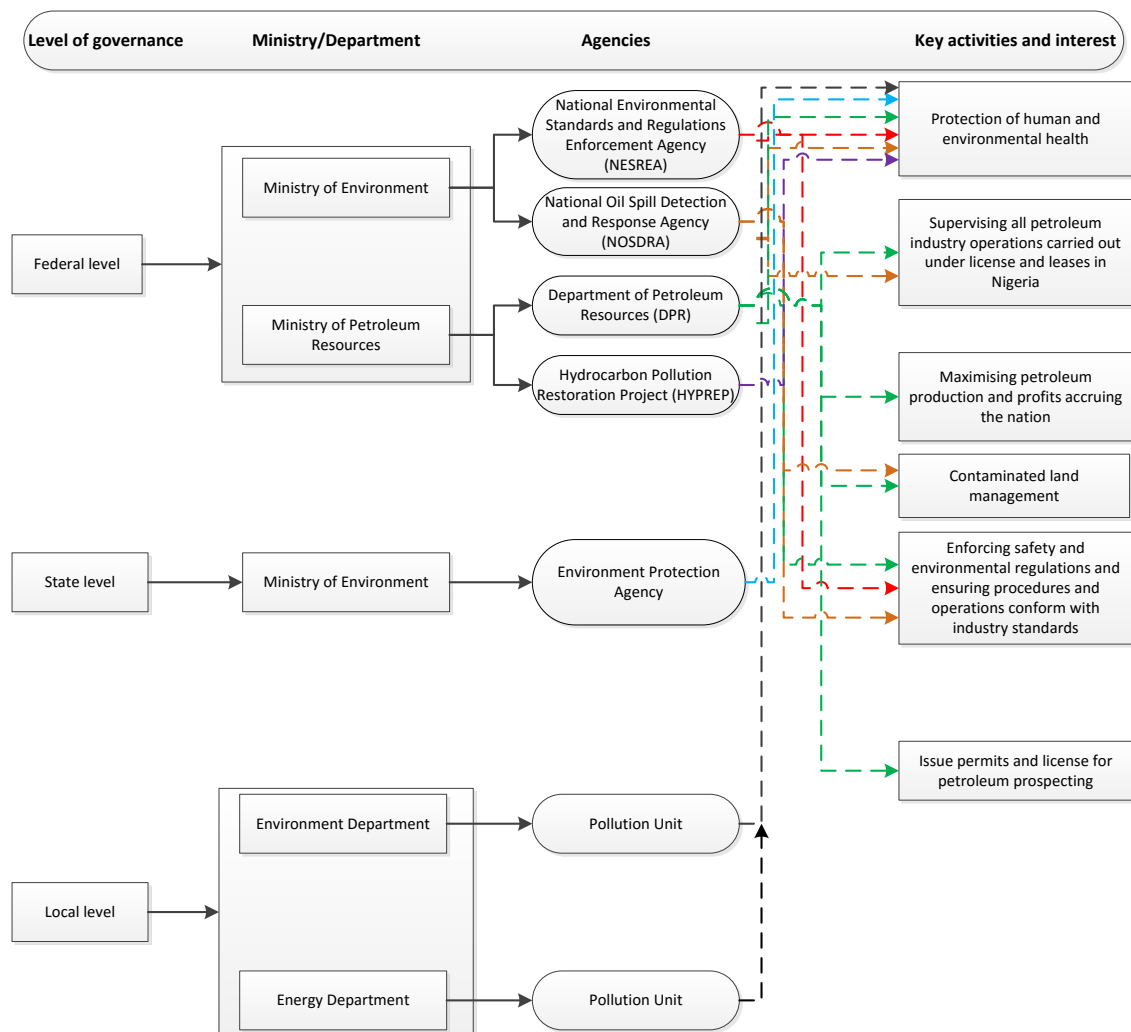 Level of governance
Ministry/Department
Agencies
Key activities and interest
Federal level
Ministry of Environment
Ministry of Petroleum
Resources
National Environmental
Standards and Regulations
Enforcement Agency
(NESREA)
National Oil Spill Detection
and Response Agency
(NOSDRA)
Department of Petroleum
Resources (DPR)
Hydrocarbon Pollution
Restoration Project (HYPREP)
Protection of human and
environmental health
Supervising all petroleum
industry operations carried out
under license and leases in
Nigeria
Maximising petroleum
production and profits accruing
the nation
Contaminated land
management
State level
Ministry of Environment
Environment Protection
Agency
Enforcing safety and
environmental regulations and
ensuring procedures and
operations conform with
industry standards
Issue permits and license for
petroleum prospecting
Local level
Environment Department
Pollution Unit
Energy Department
Pollution Unit